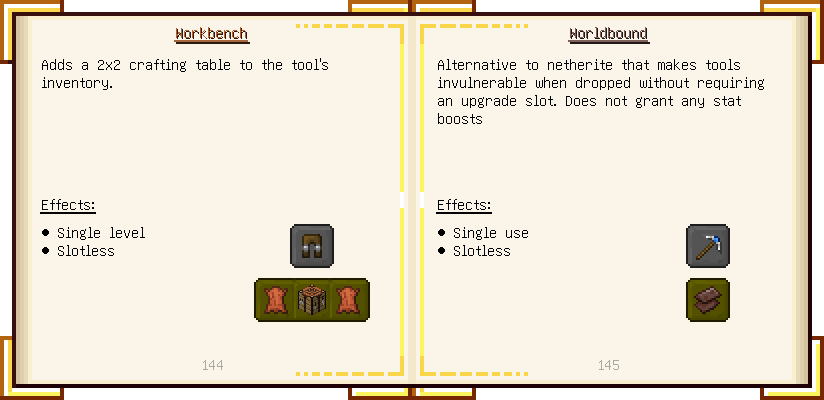 Workbench
Adds a 2x2 crafting table to the tool's
inventory.
Effects:
● Single level
● Slotless
144
Worldbound
Alternative to netherite that makes tools
invulnerable when dropped without requiring
an upgrade slot. Does not grant any stat
boosts
Effects:
● Single use
● Slotless
145